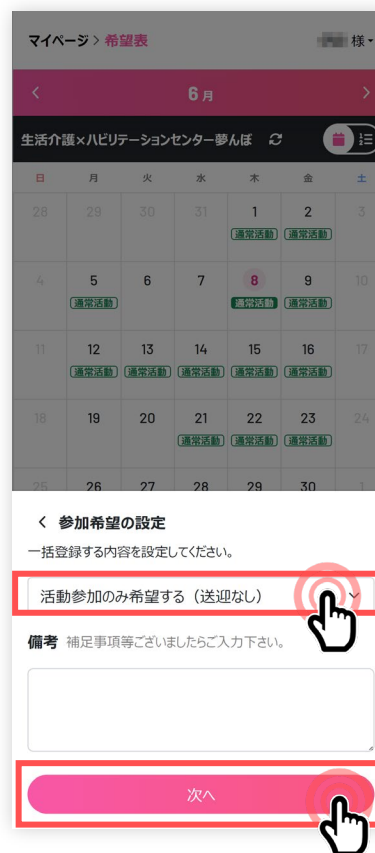 マイページ > 希望表 様
6月
生活介護×ハビリテーションセンター夢んぼ
日 月 火 水 木 金 土
28 29 30 31 1 2 3
通常活動 通常活動
4 5 6 7 8 9 10
通常活動 通常活動 通常活動
11 12 13 14 15 16 17
通常活動 通常活動 通常活動 通常活動 通常活動
18 19 20 21 22 23 24
通常活動 通常活動 通常活動
25 26 27 28 29 30 1
参加希望の設定
一括登録する内容を設定してください。
活動参加のみ希望する（送迎なし）
備考 補足事項等ございましたらご入力下さい。
次へ